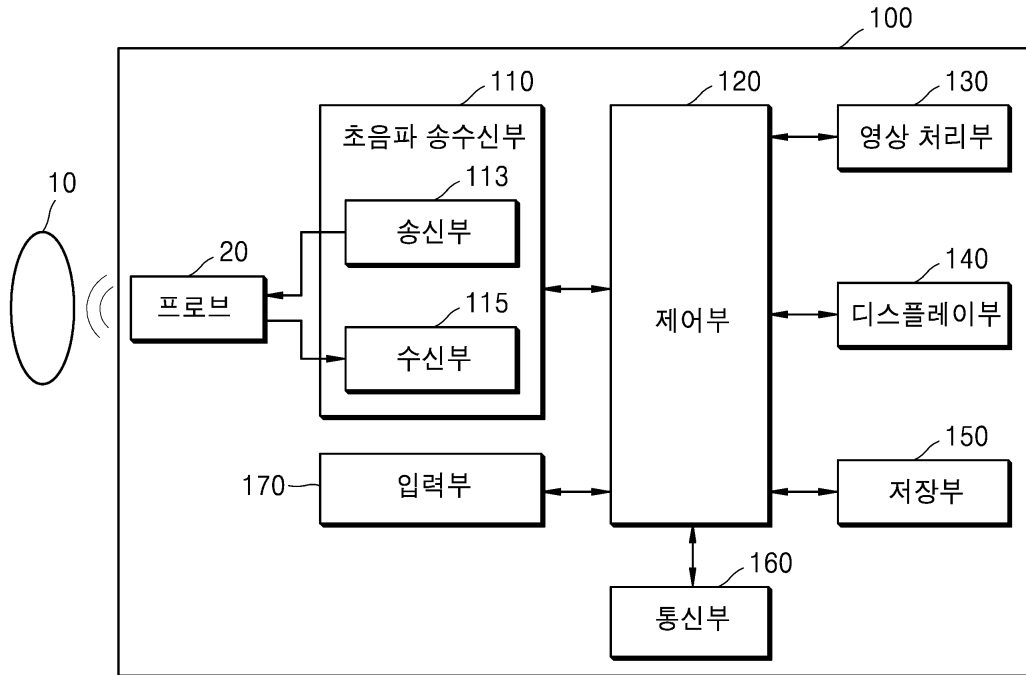 100
110
초음파 송수신부
120
130
영상 처리부
10
113
송신부
20
프로브
140
디스플레이부
115
수신부
제어부
150
저장부
170
입력부
160
통신부